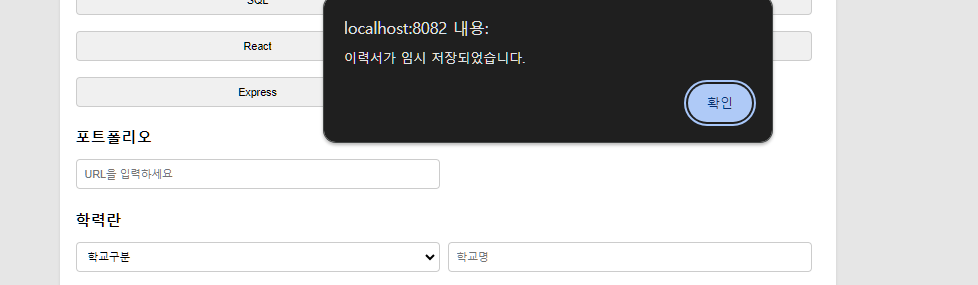 SQL
localhost:8082 내용:
이력서가 임시 저장되었습니다.
React
확인
Express
포트폴리오
URL을 입력하세요
학력란
학교구분
학교명